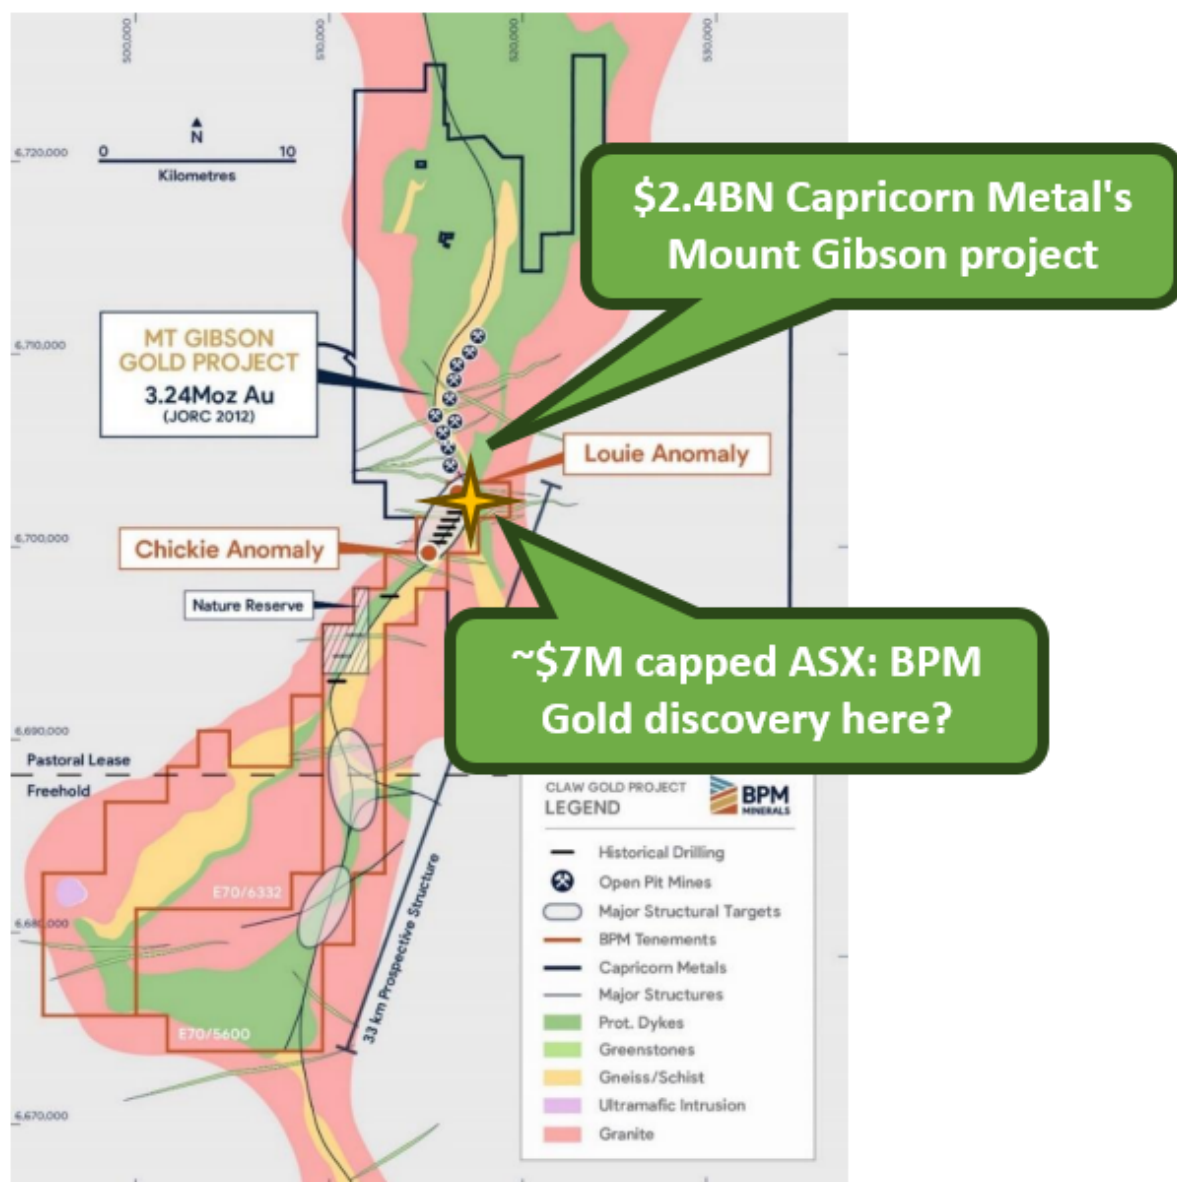 500,000
510,000
520,000
530,000
N
0 10
Kilometres
6,720,000
$2.4BN Capricorn Metal's
Mount Gibson project
6,710,000
MT GIBSON
GOLD PROJECT
3.24Moz Au
(JORC 2012)
Louie Anomaly
6,700,000
Chickie Anomaly
Nature Reserve
~$7M capped ASX: BPM
Gold discovery here?
6,690,000
Pastoral Lease
Freehold
CLAW GOLD PROJECT
LEGEND
BPM
MINERALS
Historical Drilling
Open Pit Mines
Major Structural Targets
BPM Tenements
Capricorn Metals
Major Structures
Prot. Dykes
Greenstones
Gneiss/Schist
Ultramafic Intrusion
Granite
E70/6332
6,680,000
33 km Prospective Structure
E70/5600
6,670,000